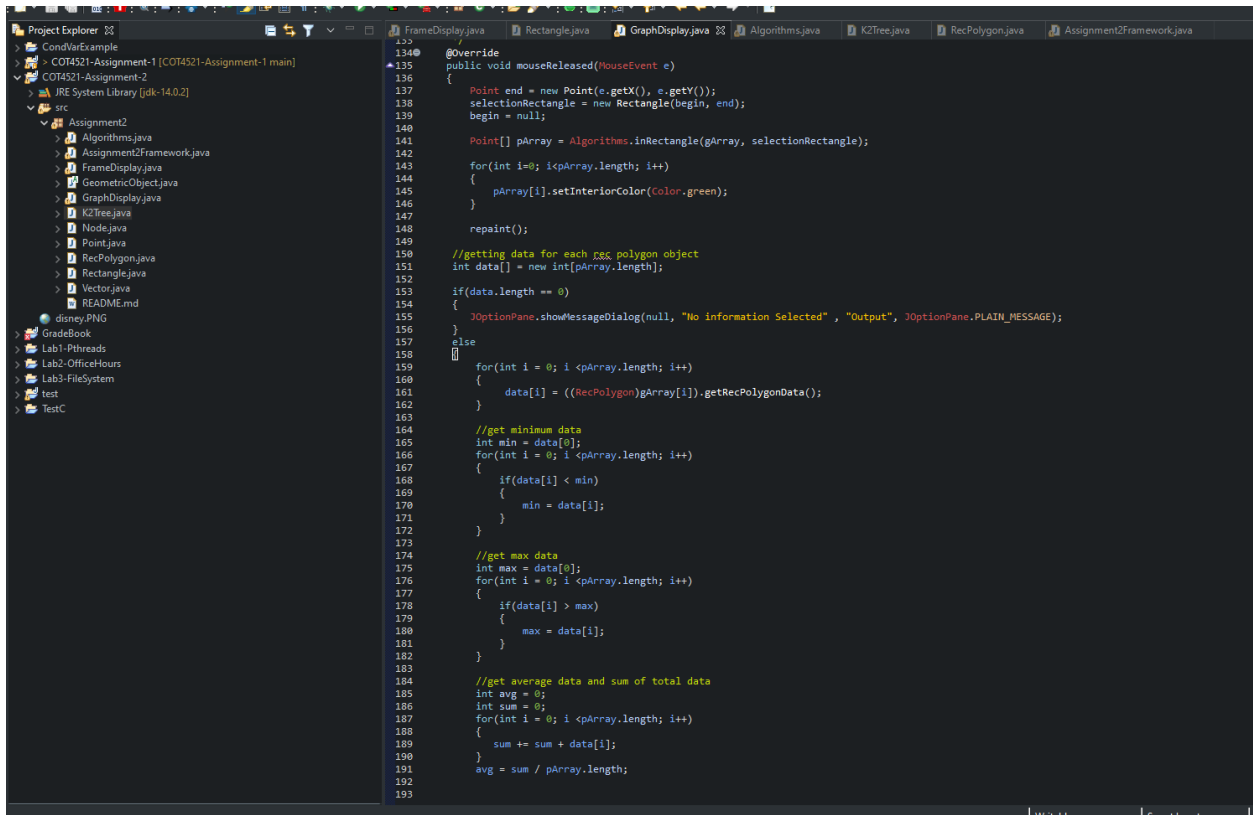 Project Explorer
FrameDisplay.java Rectangle.java GraphDisplay.java Algorithms.java K2Tree.java RecPolygon.java Assignment2Framework.java
CondVarExample
> COT4521-Assignment-1 [COT4521-Assignment-1 main]
COT4521-Assignment-2
JRE System Library [jdk-14.0.2]
src
Assignment2
Algorithms.java
Assignment2Framework.java
FrameDisplay.java
GeometricObject.java
GraphDisplay.java
K2Tree.java
Node.java
Point.java
RecPolygon.java
Rectangle.java
Vector.java
README.md
disney.PNG
GradeBook
Lab1-Pthreads
Lab2-OfficeHours
Lab3-FileSystem
test
TestC
133 */
134 @Override
135 public void mouseReleased(MouseEvent e)
136 {
137 Point end = new Point(e.getX(), e.getY());
138 selectionRectangle = new Rectangle(begin, end);
139 begin = null;
140
141 Point[] pArray = Algorithms.inRectangle(gArray, selectionRectangle);
142
143 for(int i=0; i<pArray.length; i++)
144 {
145 pArray[i].setInteriorColor(Color.green);
146 }
147
148 repaint();
149
150 //getting data for each rec polygon object
151 int data[] = new int[pArray.length];
152
153 if(data.length == 0)
154 {
155 JOptionPane.showMessageDialog(null, "No information Selected" , "Output", JOptionPane.PLAIN_MESSAGE);
156 }
157 else
158 {
159 for(int i = 0; i <pArray.length; i++)
160 {
161 data[i] = ((RecPolygon)gArray[i]).getRecPolygonData();
162 }
163
164 //get minimum data
165 int min = data[0];
166 for(int i = 0; i <pArray.length; i++)
167 {
168 if(data[i] < min)
169 {
170 min = data[i];
171 }
172 }
173
174 //get max data
175 int max = data[0];
176 for(int i = 0; i <pArray.length; i++)
177 {
178 if(data[i] > max)
179 {
180 max = data[i];
181 }
182 }
183
184 //get average data and sum of total data
185 int avg = 0;
186 int sum = 0;
187 for(int i = 0; i <pArray.length; i++)
188 {
189 sum += sum + data[i];
190 }
191 avg = sum / pArray.length;
192
193